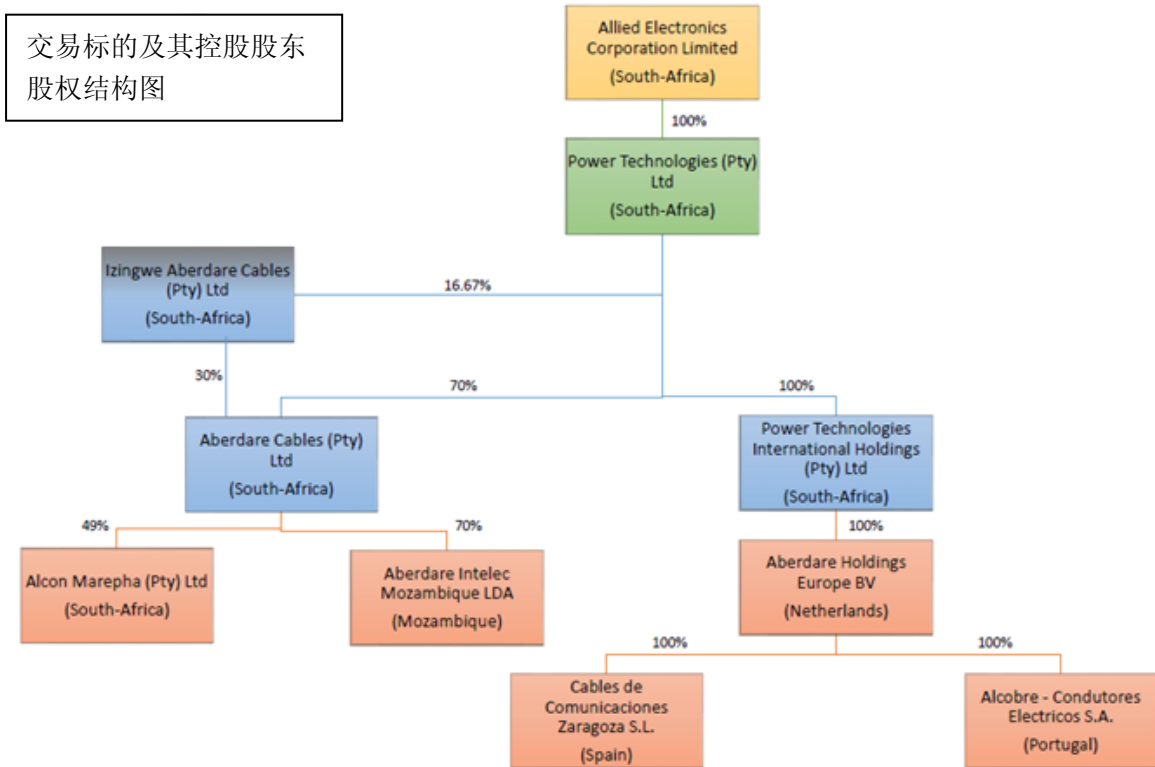 交易标的及其控股股东
股权结构图
Allied Electronics
Corporation Limited
(South-Africa)
100%
Power Technologies (Pty)
Ltd
(South-Africa)
Izingwe Aberdare Cables
(Pty) Ltd
(South-Africa)
16.67%
30%
70%
100%
Aberdare Cables (Pty)
Ltd
(South-Africa)
Power Technologies
International Holdings
(Pty) Ltd
(South-Africa)
49%
70%
100%
Alcon Marepha (Pty) Ltd
(South-Africa)
Aberdare Intelec
Mozambique LDA
(Mozambique)
Aberdare Holdings
Europe BV
(Netherlands)
100%
100%
Cables de
Comunicaciones
Zaragoza S.L.
(Spain)
Alcobre - Condutores
Electricos S.A.
(Portugal)